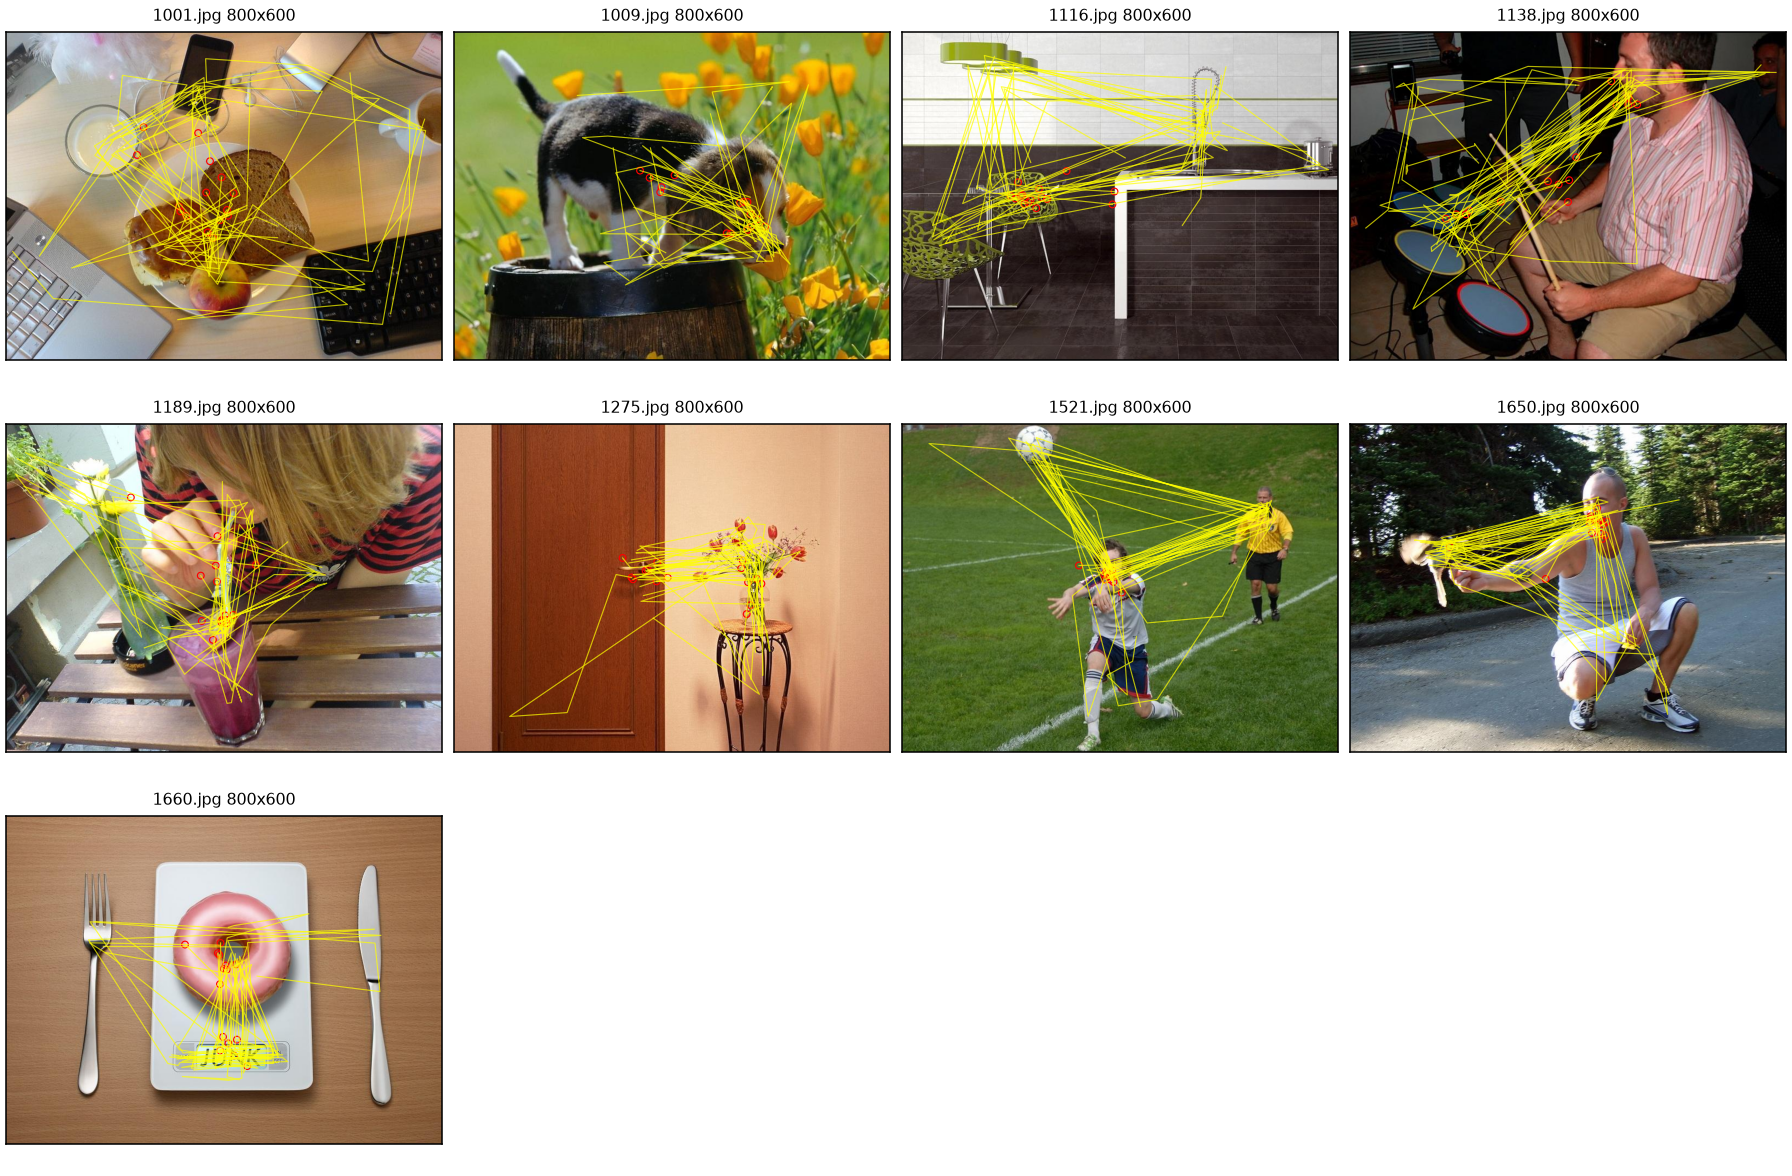 1001.jpg 800x600
1009.jpg 800x600
1116.jpg 800x600
1138.jpg 800x600
1189.jpg 800x600
1275.jpg 800x600
1521.jpg 800x600
1650.jpg 800x600
1660.jpg 800x600
JUNK